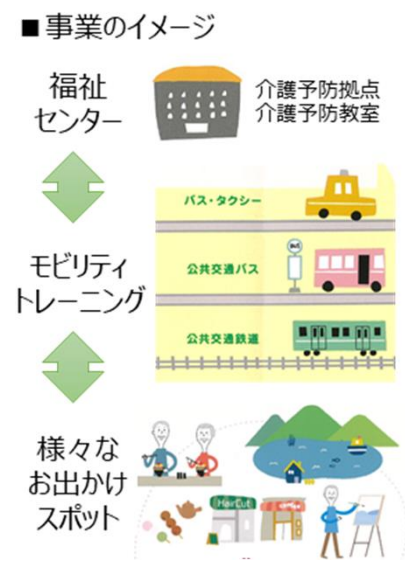 ■事業のイメージ
福祉
センター
介護予防拠点
介護予防教室
バス・タクシー
モビリティ
トレーニング
BUS
公共交通バス
公共交通鉄道
様々な
お出かけ
スポット
HairCut